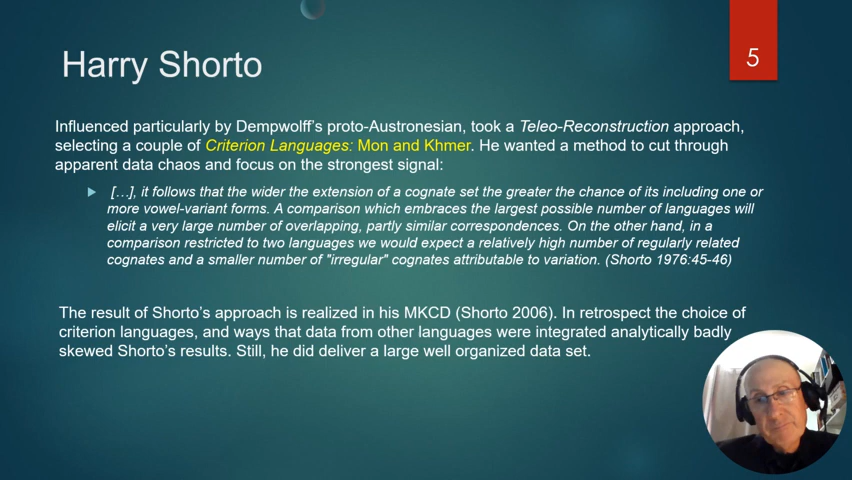 Harry Shorto
5
Influenced particularly by Dempwolff's proto-Austronesian, took a Teleo-Reconstruction approach,
selecting a couple of Criterion Languages: Mon and Khmer. He wanted a method to cut through
apparent data chaos and focus on the strongest signal:
[…], it follows that the wider the extension of a cognate set the greater the chance of its including one or
more vowel-variant forms. A comparison which embraces the largest possible number of languages will
elicit a very large number of overlapping, partly similar correspondences. On the other hand, in a
comparison restricted to two languages we would expect a relatively high number of regularly related
cognates and a smaller number of "irregular" cognates attributable to variation. (Shorto 1976:45-46)
The result of Shorto's approach is realized in his MKCD (Shorto 2006). In retrospect the choice of
criterion languages, and ways that data from other languages were integrated analytically badly
skewed Shorto's results. Still, he did deliver a large well organized data set.